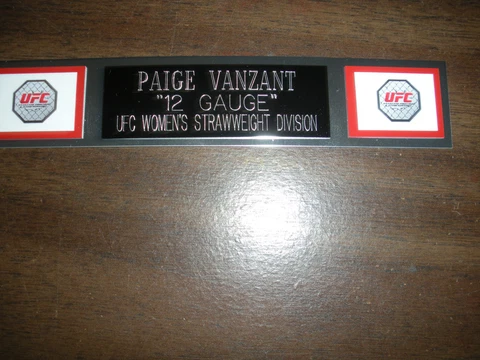 UFC
PAIGE VANZANT
"12 GAUGE"
UFC WOMEN'S STRAWWEIGHT DIVISION
UFC